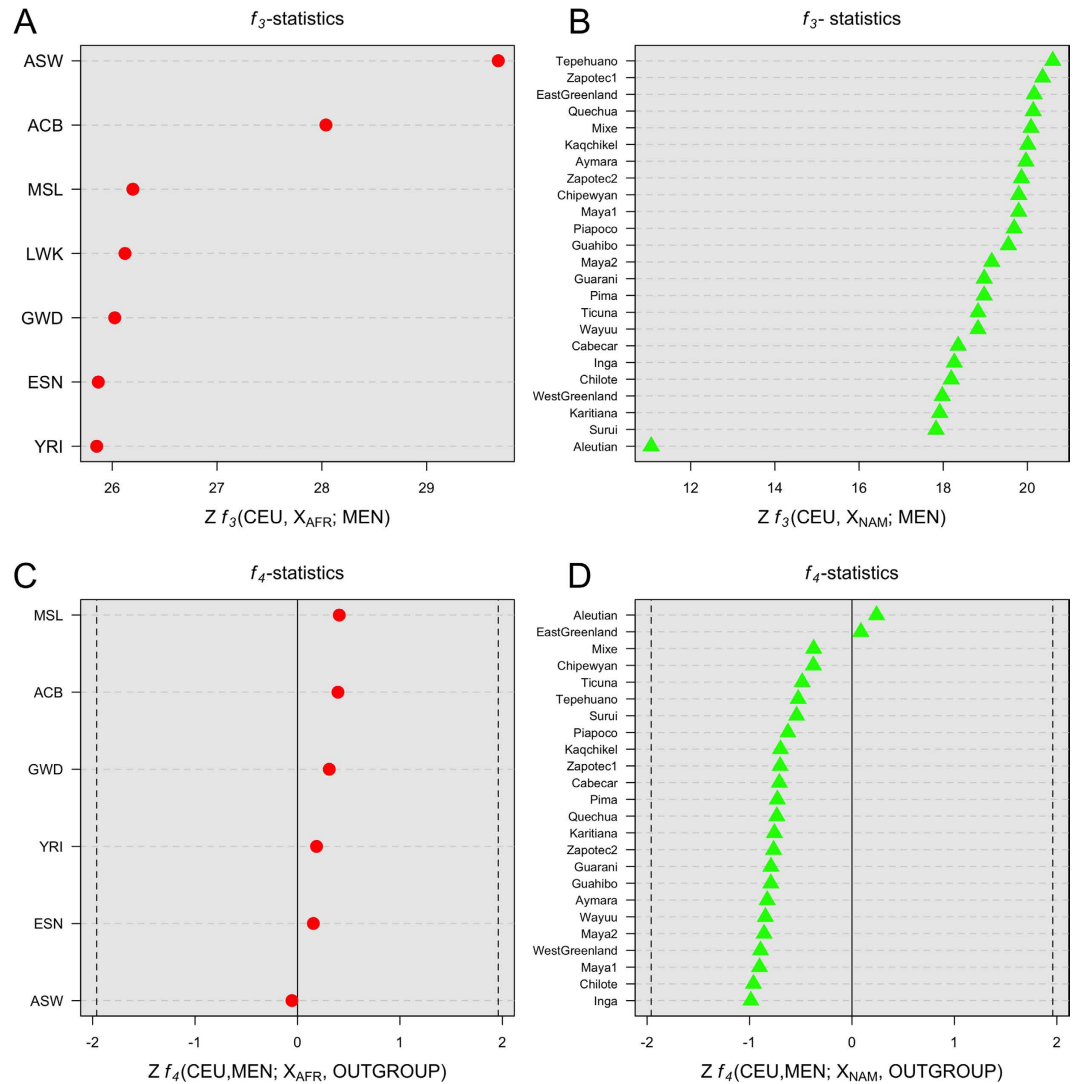 A
f3-statistics
ASW
ACB
MSL
LWK
GWD
ESN
YRI
26 27 28 29
Z f3(CEU, XAFR; MEN)
B
f3- statistics
Tepehuano
Zapotec1
EastGreenland
Quechua
Mixe
Kaqchikel
Aymara
Zapotec2
Chipewyan
Maya1
Piapoco
Guahibo
Maya2
Guarani
Pima
Ticuna
Wayuu
Cabecar
Inga
Chilote
WestGreenland
Karitiana
Surui
Aleutian
12 14 16 18 20
Z f3(CEU, XNAM; MEN)
C
f4-statistics
MSL
ACB
GWD
YRI
ESN
ASW
-2 -1 0 1 2
Z f4(CEU,MEN; XAFR, OUTGROUP)
D
f4-statistics
Aleutian
EastGreenland
Mixe
Chipewyan
Ticuna
Tepehuano
Surui
Piapoco
Kaqchikel
Zapotec1
Cabecar
Pima
Quechua
Karitiana
Zapotec2
Guarani
Guahibo
Aymara
Wayuu
Maya2
WestGreenland
Maya1
Chilote
Inga
-2 -1 0 1 2
Z f4(CEU,MEN; XNAM, OUTGROUP)